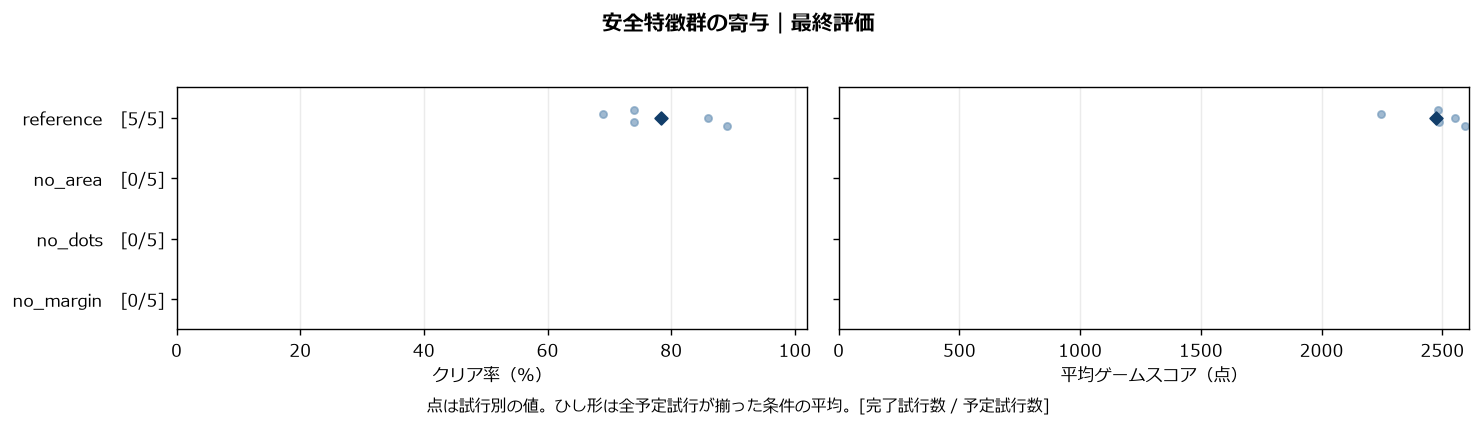 安全特徴群の寄与｜最終評価
reference [5/5]
no_area [0/5]
no_dots [0/5]
no_margin [0/5]
0 20 40 60 80 100
クリア率（%）
0 500 1000 1500 2000 2500
平均ゲームスコア（点）
点は試行別の値。ひし形は全予定試行が揃った条件の平均。[完了試行数 / 予定試行数]